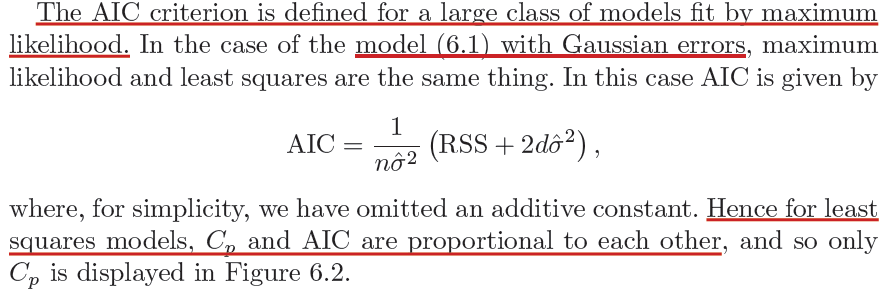 The AIC criterion is defined for a large class of models fit by maximum
likelihood. In the case of the model (6.1) with Gaussian errors, maximum
likelihood and least squares are the same thing. In this case AIC is given by
AIC = \frac{1}{n\hat{\sigma}^2} (RSS + 2d\hat{\sigma}^2) ,
where, for simplicity, we have omitted an additive constant. Hence for least
squares models, C_p and AIC are proportional to each other, and so only
C_p is displayed in Figure 6.2.